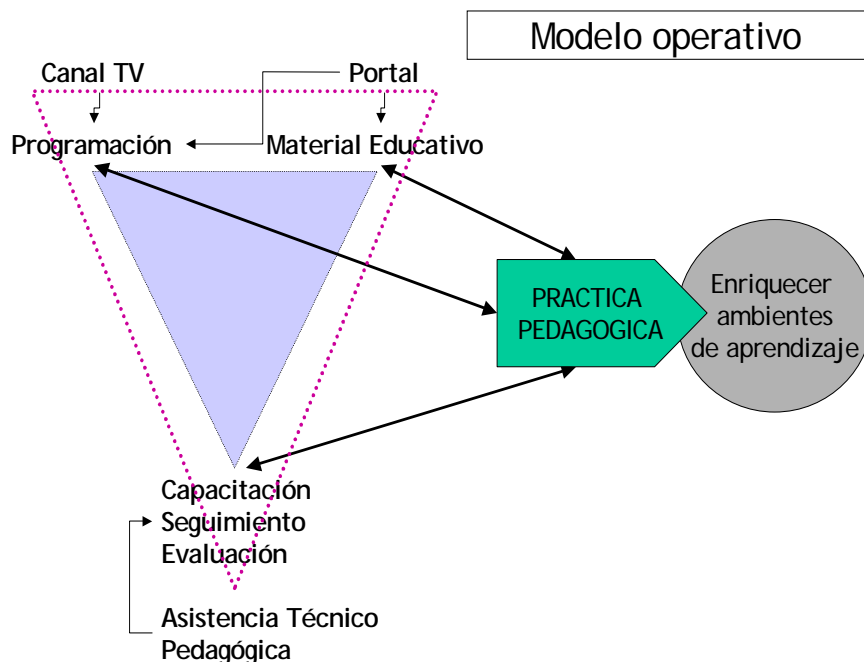 Modelo operativo
Canal TV
Portal
Programación
Material Educativo
PRACTICA
PEDAGOGICA
Enriquecer
ambientes
de aprendizaje
Capacitación
Seguimiento
Evaluación
Asistencia Técnico
Pedagógica